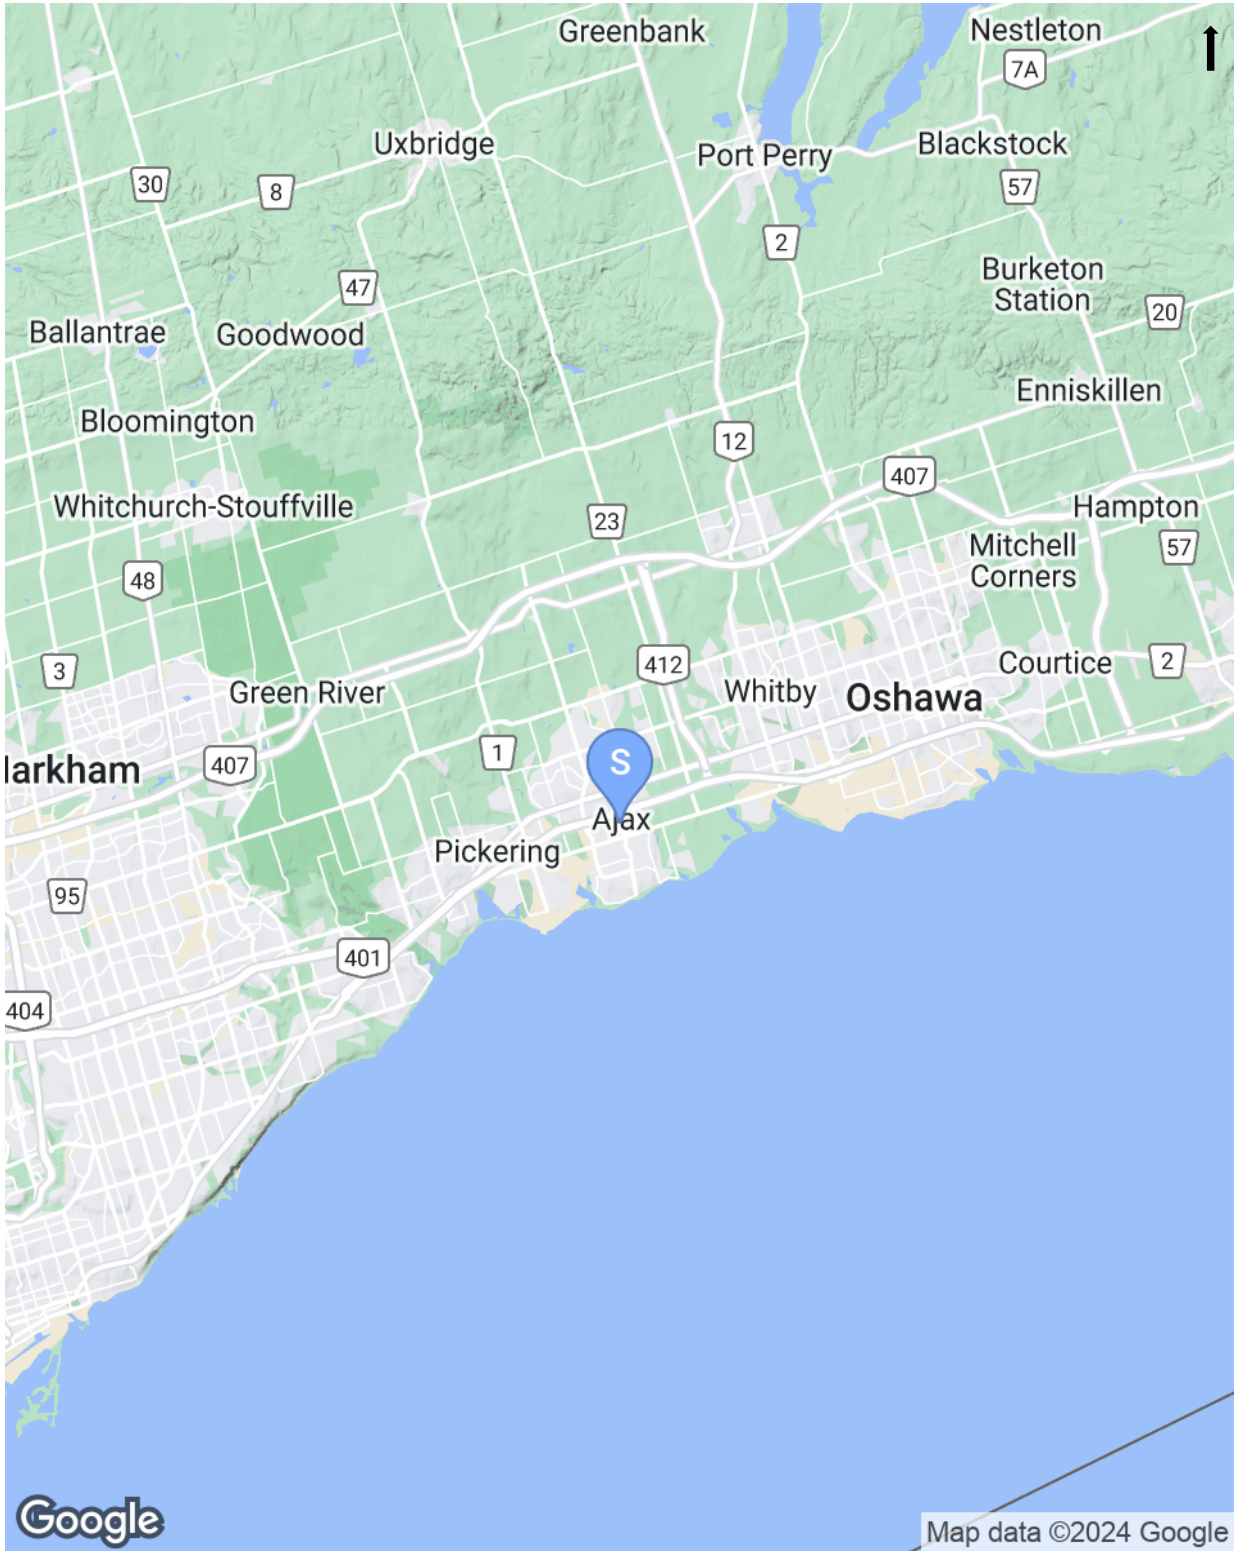 Greenbank
Nestleton
7A
Uxbridge
Port Perry
Blackstock
30
8
57
2
47
Burketon
Station
20
Ballantrae
Goodwood
Enniskillen
Bloomington
12
407
Whitchurch-Stouffville
23
Hampton
48
Mitchell
Corners
57
3
412
Courtice
2
Green River
Whitby
Oshawa
1
407
S
larkham
Ajax
Pickering
95
401
404
Google
Map data ©2024 Google